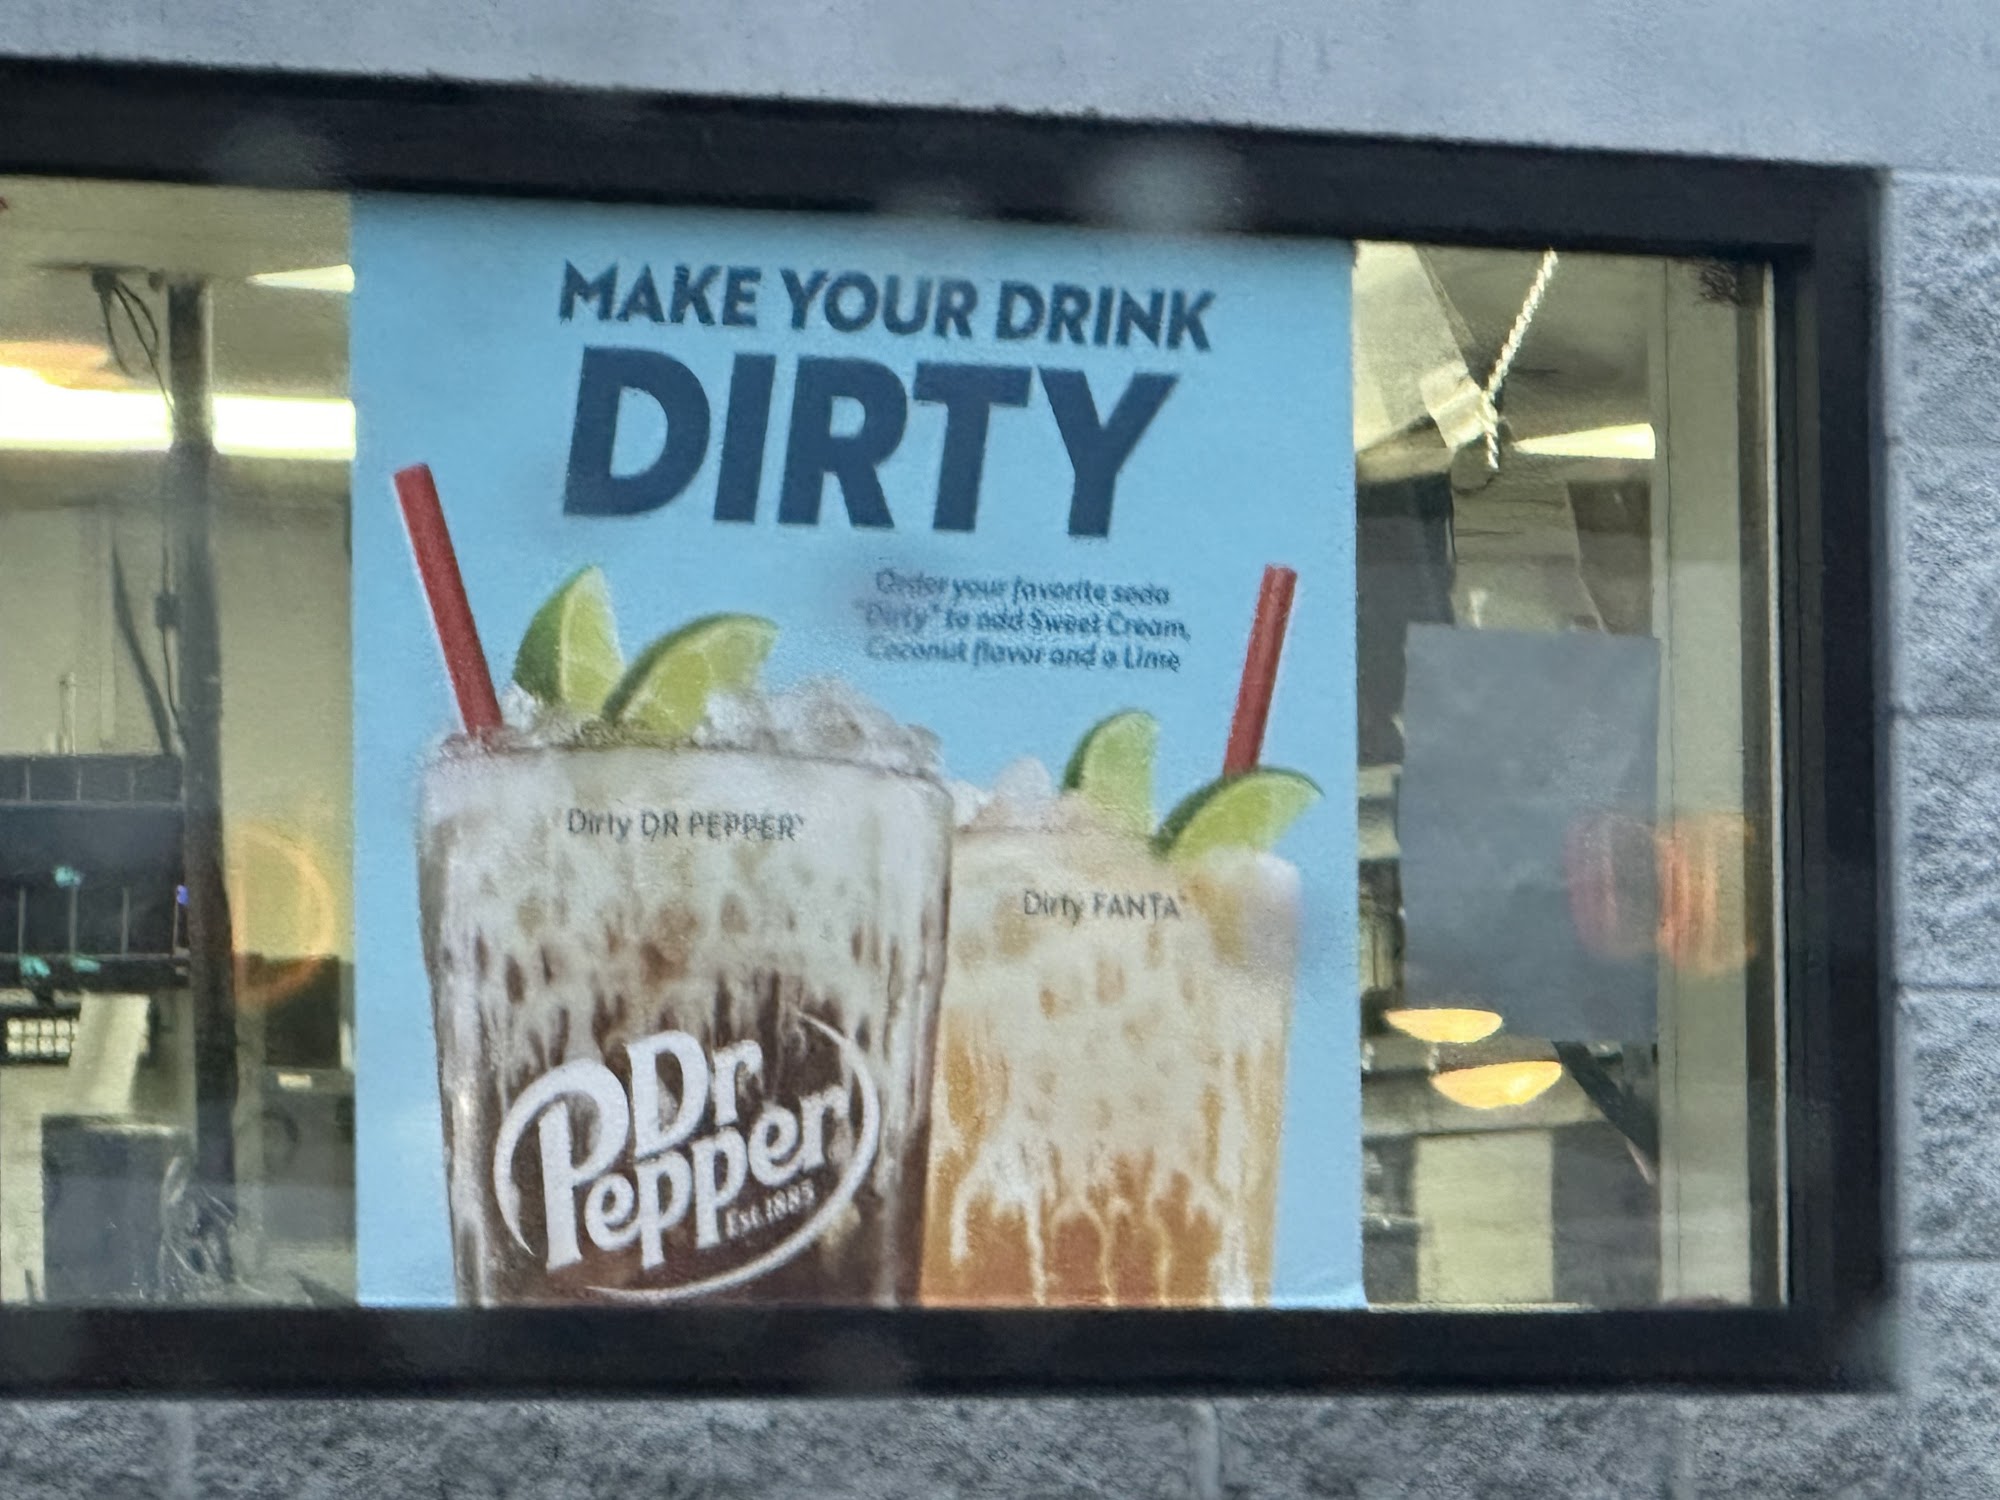 MAKE YOUR DRINK
DIRTY
Order your favorite soda
"Dirty" to add Sweet Cream,
Coconut flavor and a Lime
Dirty DR PEPPER®
Dirty FANTA®
Dr
Pepper
EST. 1885